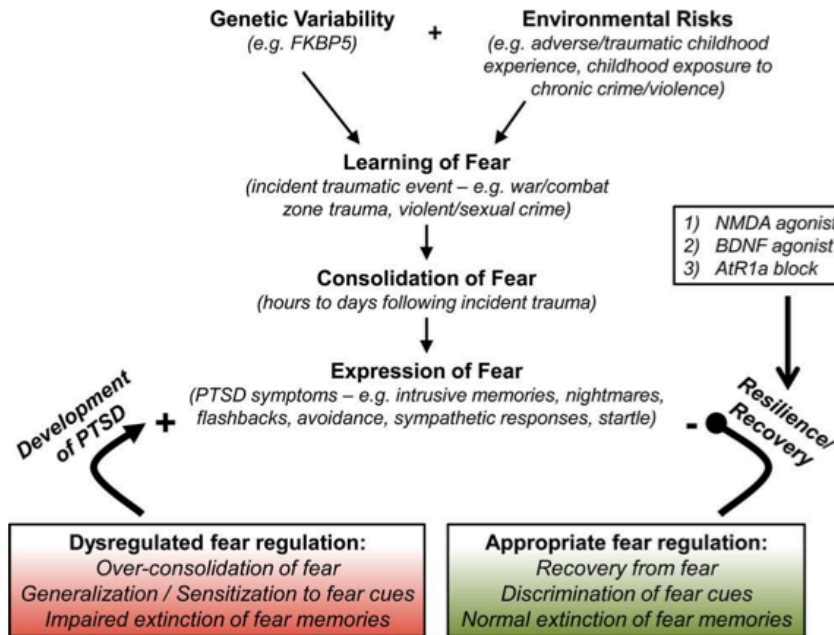 Genetic Variability
(e.g. FKBP5)
+
Environmental Risks
(e.g. adverse/traumatic childhood
experience, childhood exposure to
chronic crime/violence)
Learning of Fear
(incident traumatic event – e.g. war/combat
zone trauma, violent/sexual crime)
1) NMDA agonist
2) BDNF agonist
3) AtR1a block
Consolidation of Fear
(hours to days following incident trauma)
Expression of Fear
(PTSD symptoms – e.g. intrusive memories, nightmares,
flashbacks, avoidance, sympathetic responses, startle)
Development
of PTSD
+
-
Resilience/
Recovery
Dysregulated fear regulation:
Over-consolidation of fear
Generalization / Sensitization to fear cues
Impaired extinction of fear memories
Appropriate fear regulation:
Recovery from fear
Discrimination of fear cues
Normal extinction of fear memories